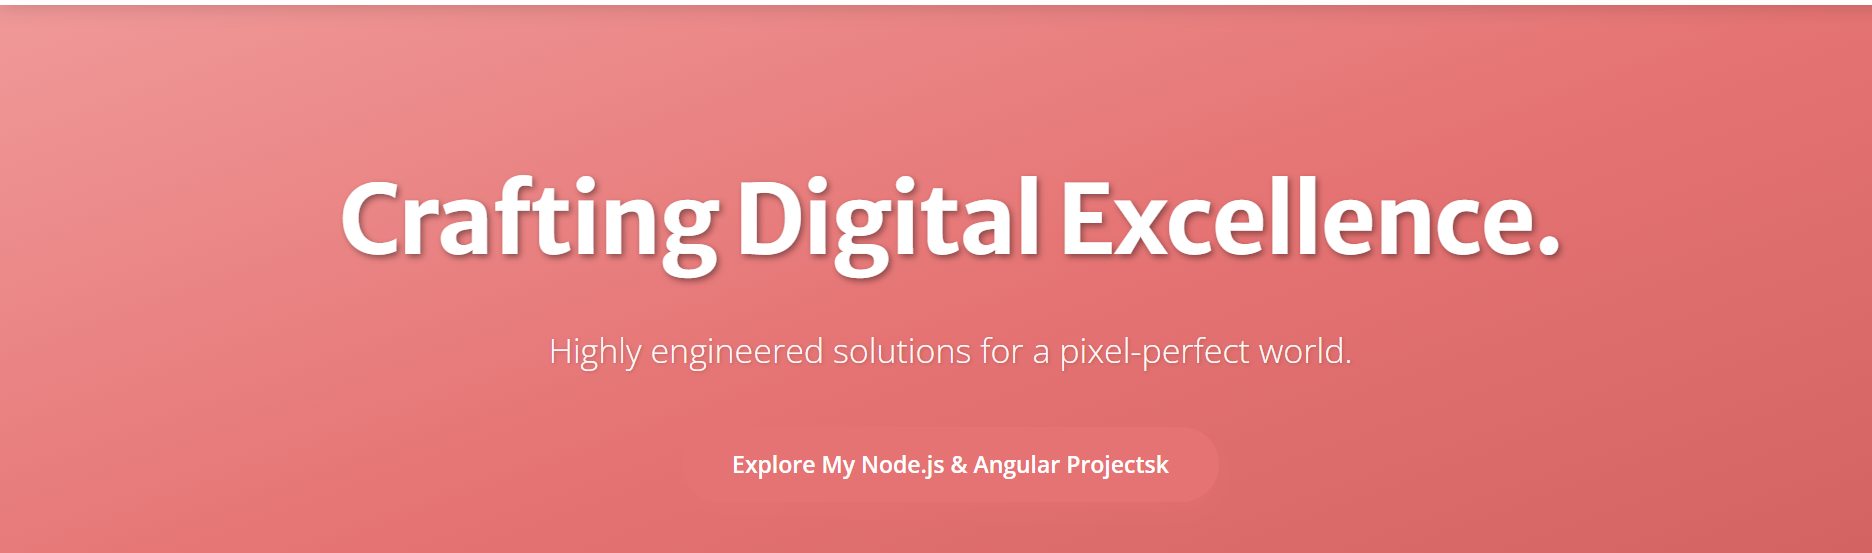 Crafting Digital Excellence.
Highly engineered solutions for a pixel-perfect world.
Explore My Node.js & Angular Projectsk